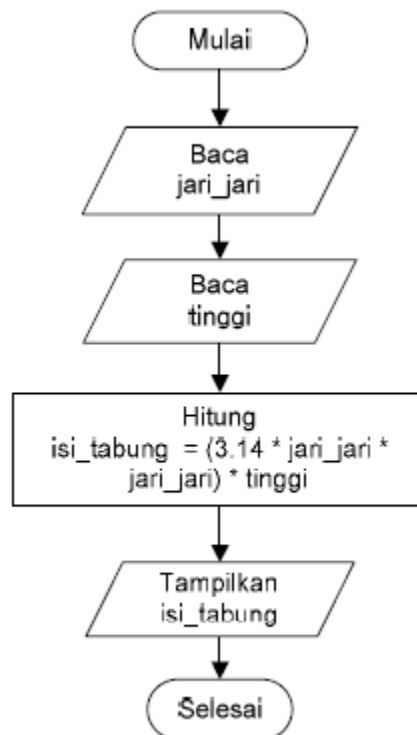 Mulai
Baca
jari_jari
Baca
tinggi
Hitung
isi_tabung = (3.14 * jari_jari *
jari_jari) * tinggi
Tampilkan
isi_tabung
Selesai